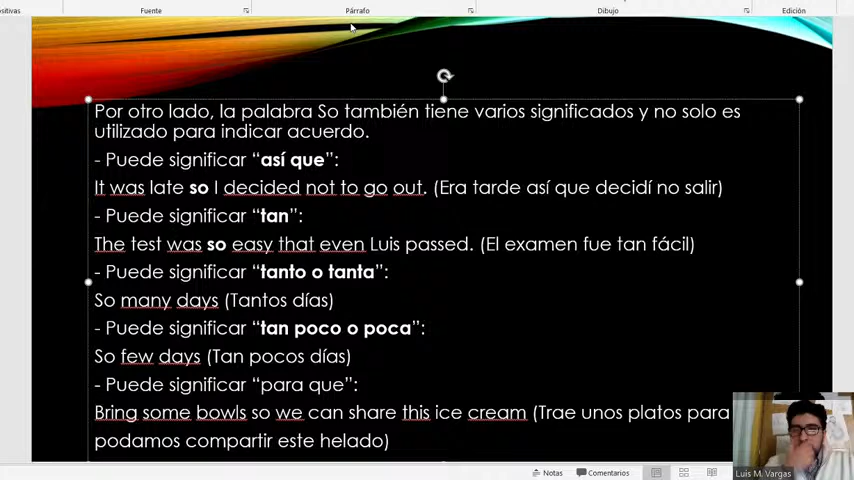 Fuente
Párrafo
Dibujo
Edición
Por otro lado, la palabra So también tiene varios significados y no solo es
utilizado para indicar acuerdo.
- Puede significar “así que”:
It was late so I decided not to go out. (Era tarde así que decidí no salir)
- Puede significar “tan”:
The test was so easy that even Luis passed. (El examen fue tan fácil)
- Puede significar “tanto o tanta”:
So many days (Tantos días)
- Puede significar “tan poco o poca”:
So few days (Tan pocos días)
- Puede significar “para que”:
Bring some bowls so we can share this ice cream (Trae unos platos para
podamos compartir este helado)
Luis M. Vargas
Notas
Comentarios